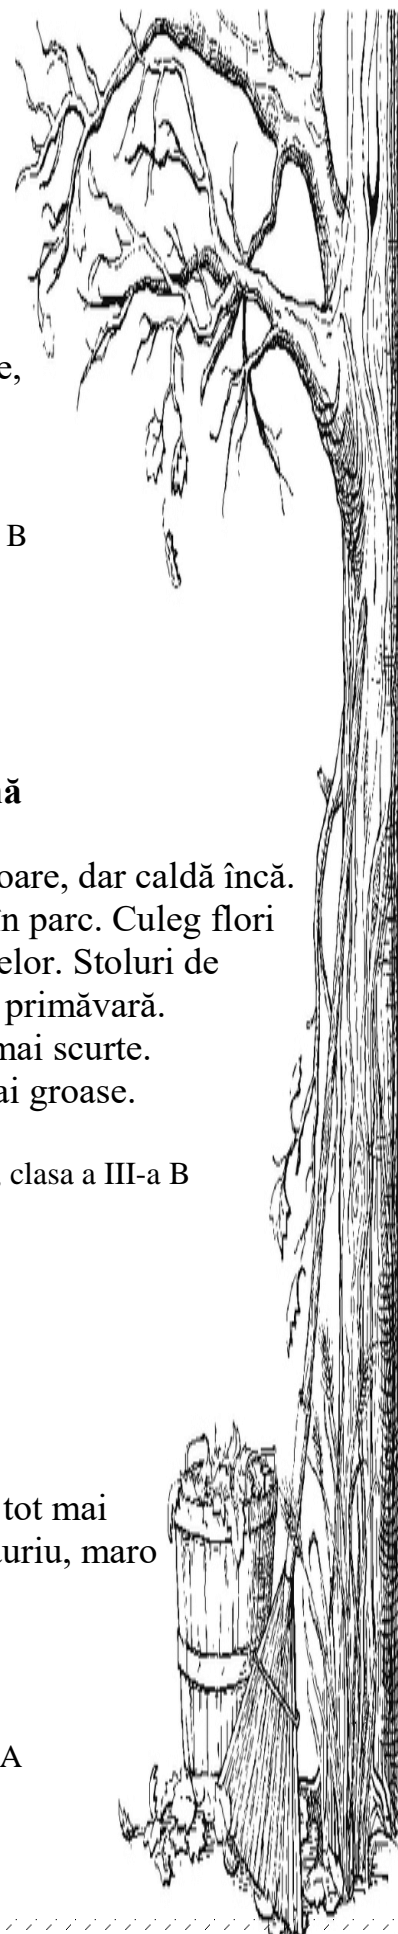 e,
B
ă
oare, dar caldă încă.
în parc. Culeg flori
elor. Stoluri de
primăvară.
mai scurte.
ai groase.
clasa a III-a B
tot mai
uriu, maro
A